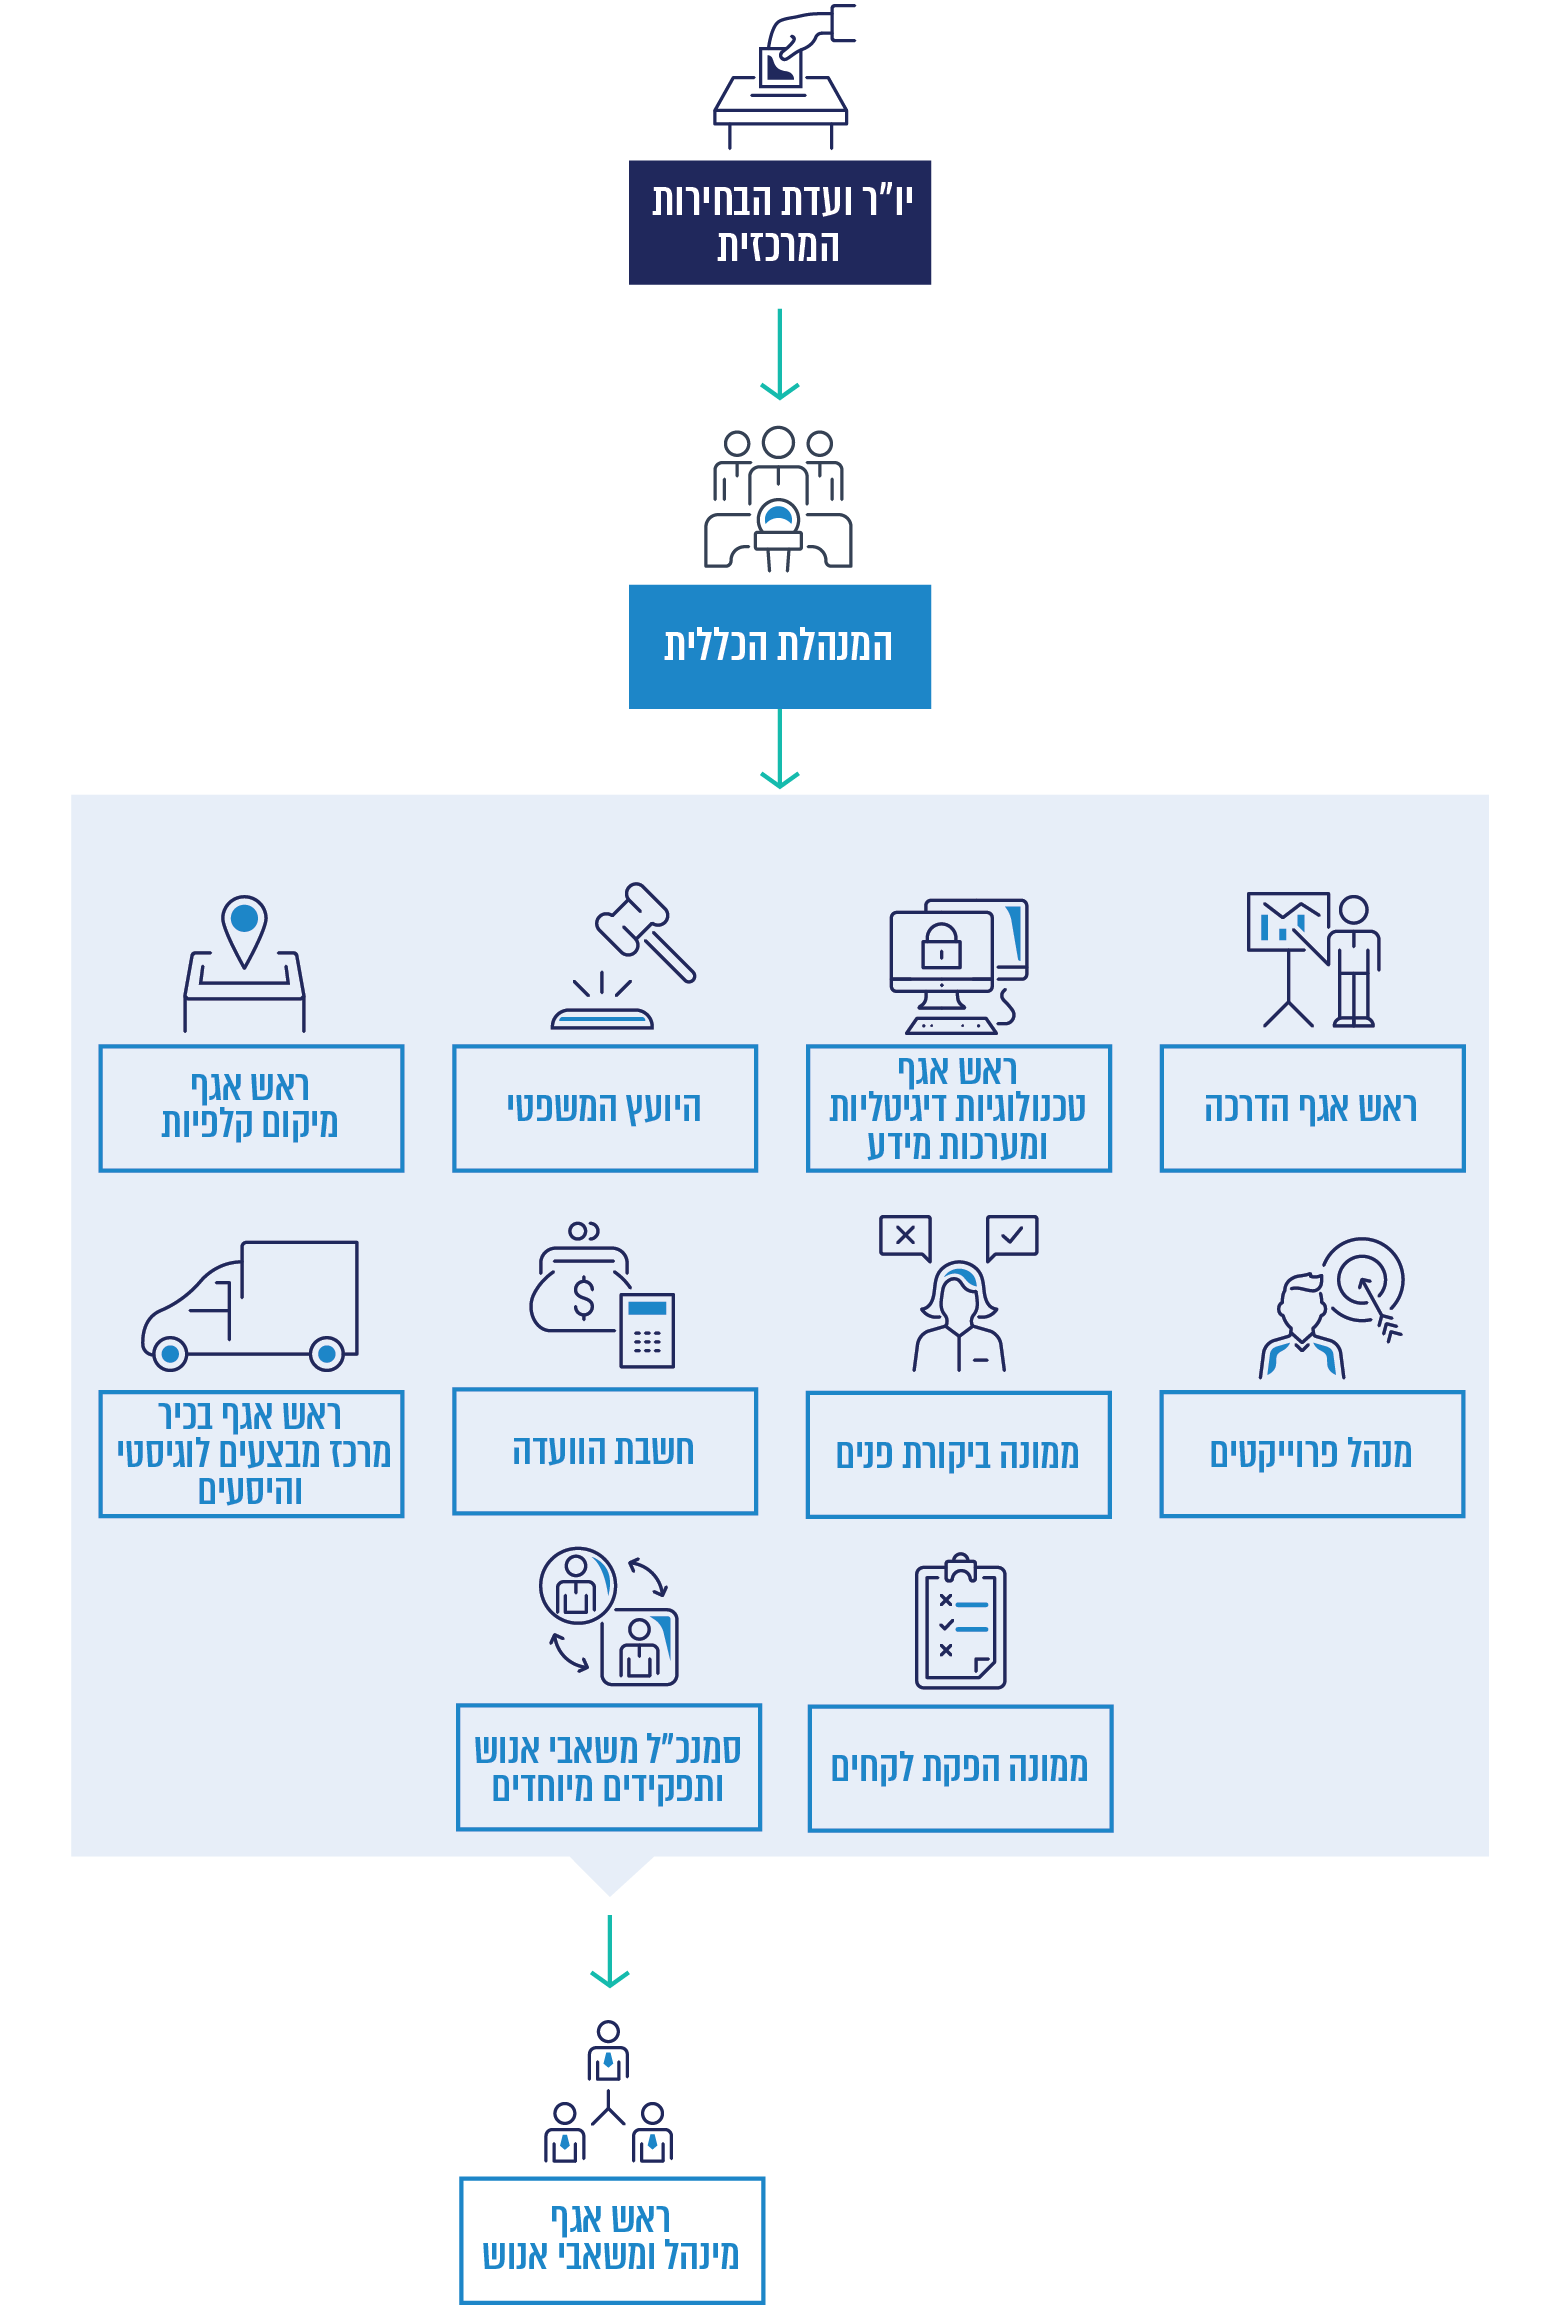 יו"ר ועדת הבחירות
המרכזית
המנהלת הכללית
ראש אגף הדרכה
ראש אגף
טכנולוגיות דיגיטליות
ומערכות מידע
היועץ המשפטי
ראש אגף
מיקום קלפיות
מנהל פרוייקטים
ממונה ביקורת פנים
חשבת הוועדה
ראש אגף בכיר
מרכז מבצעים לוגיסטי
והיסעים
ממונה הפקת לקחים
סמנכ"ל משאבי אנוש
ותפקידים מיוחדים
ראש אגף
מינהל ומשאבי אנוש